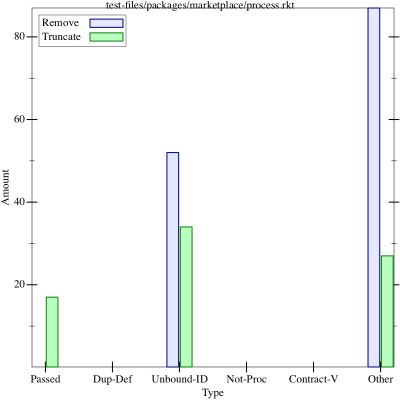 test-files/packages/marketplace/process.rkt
Remove
Truncate
Amount
80
60
40
20
Passed Dup-Def Unbound-ID Not-Proc Contract-V Other
Type